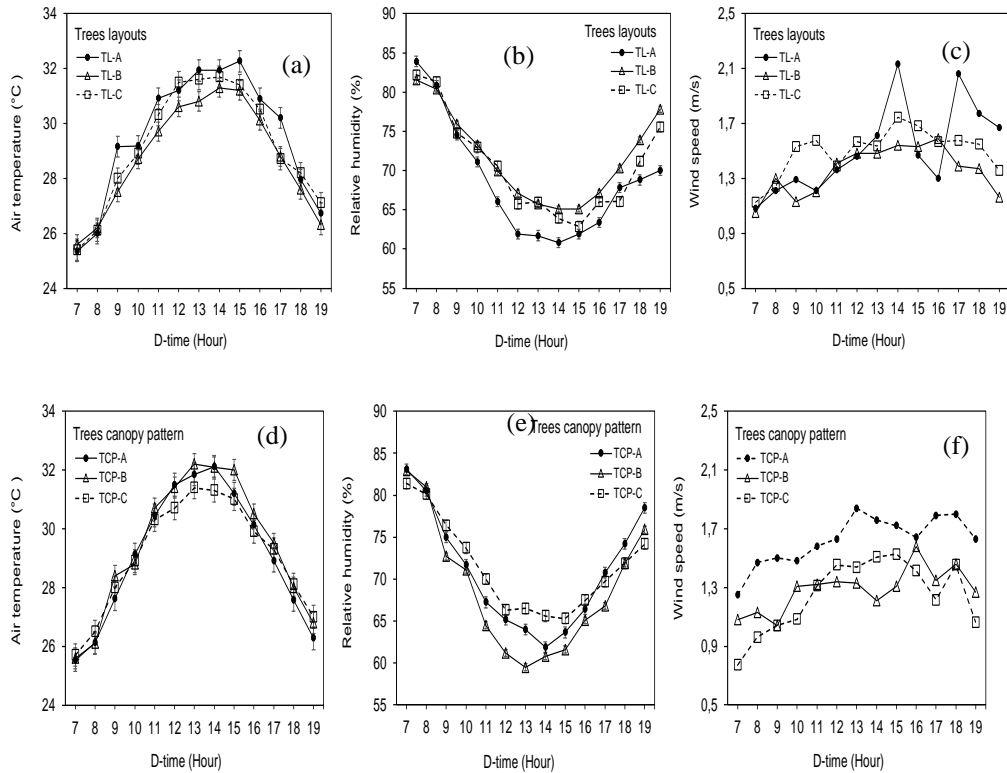 34
32
30
28
26
24
Air temperature (°C)
Trees layouts
TL-A
TL-B
TL-C
(a)
7 8 9 10 11 12 13 14 15 16 17 18 19
D-time (Hour)
90
85
80
75
70
65
60
55
Relative humidity (%)
(b)
Trees layouts
TL-A
TL-B
TL-C
7 8 9 10 11 12 13 14 15 16 17 18 19
D-time (Hour)
2,5
2,1
1,7
1,3
0,9
0,5
Wind speed (m/s)
Trees layouts
TL-A
TL-B
TL-C
(c)
7 8 9 10 11 12 13 14 15 16 17 18 19
D-time (Hour)
34
32
30
28
26
24
Air temperature (°C)
Trees canopy pattern
TCP-A
TCP-B
TCP-C
(d)
7 8 9 10 11 12 13 14 15 16 17 18 19
D-time (Hour)
90
85
80
75
70
65
60
55
Relative humidity (%)
(e)
Trees canopy pattern
TCP-A
TCP-B
TCP-C
7 8 9 10 11 12 13 14 15 16 17 18 19
D-time (Hour)
2,5
2,1
1,7
1,3
0,9
0,5
Wind speed (m/s)
Trees canopy pattern
TCP-A
TCP-B
TCP-C
(f)
7 8 9 10 11 12 13 14 15 16 17 18 19
D-time (Hour)